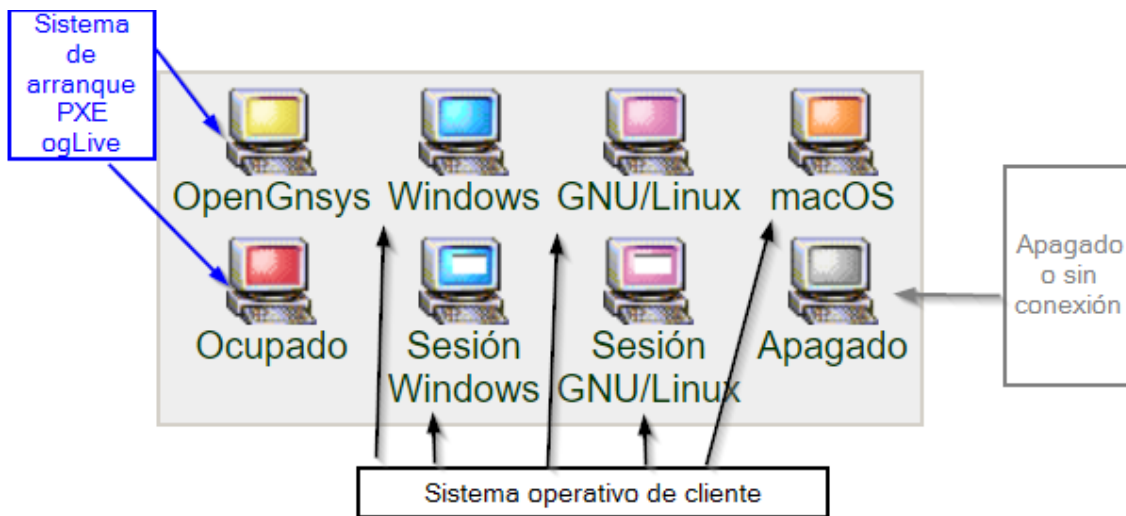 Sistema
de
arranque
PXE
ogLive
OpenGnsys Windows GNU/Linux macOS
Ocupado Sesión Sesión Apagado
Windows GNU/Linux
Apagado
o sin
conexión
Sistema operativo de cliente